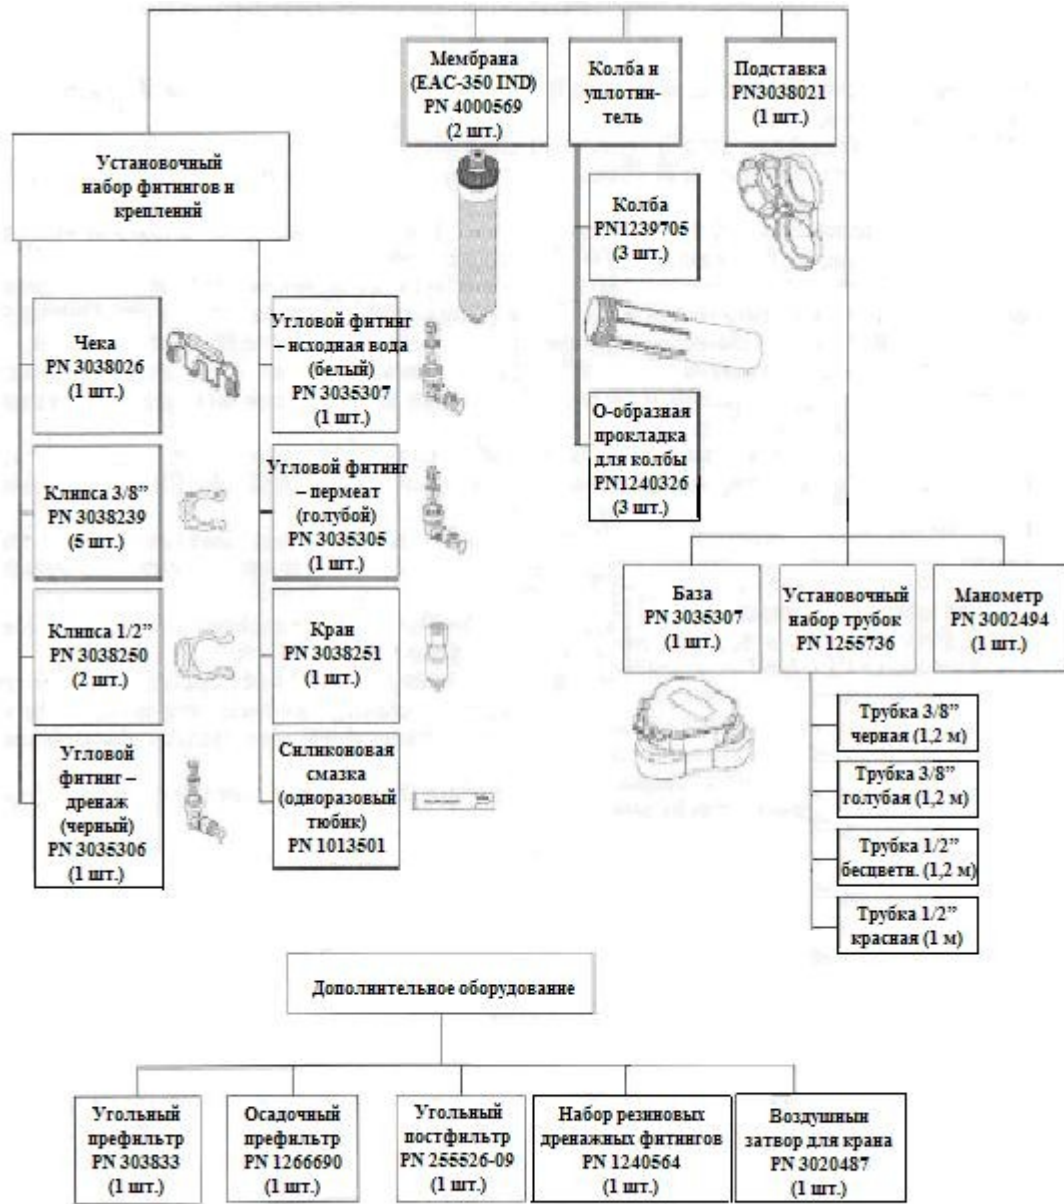 Мембрана
(EAC-350 IND)
PN 4000569
(2 шт.)
Колба и
уплотни-
тель
Подставка
PN3038021
(1 шт.)
Установочный
набор фитингов и
креплений
Колба
PN1239705
(3 шт.)
Чека
PN 3038026
(1 шт.)
Угловой фитинг
– исходная вода
(белый)
PN 3035307
(1 шт.)
О-образная
прокладка
для колбы
PN1240326
(3 шт.)
Клипса 3/8”
PN 3038239
(5 шт.)
Угловой фитинг
– пермеат
(голубой)
PN 3035305
(1 шт.)
База
PN 3035307
(1 шт.)
Установочный
набор трубок
PN 1255736
Манометр
PN 3002494
(1 шт.)
Клипса 1/2”
PN 3038250
(2 шт.)
Кран
PN 3038251
(1 шт.)
Трубка 3/8”
черная (1,2 м)
Трубка 3/8”
голубая (1,2 м)
Трубка 1/2”
бесцветн. (1,2 м)
Трубка 1/2”
красная (1 м)
Угловой
фитинг –
дренаж
(черный)
PN 3035306
(1 шт.)
Силиконовая
смазка
(одноразовый
тюбик)
PN 1013501
Дополнительное оборудование
Угольный
префильтр
PN 303833
(1 шт.)
Осадочный
префильтр
PN 1266690
(1 шт.)
Угольный
постфильтр
PN 255526-09
(1 шт.)
Набор резиновых
дренажных фитингов
PN 1240564
(1 шт.)
Воздушный
затвор для крана
PN 3020487
(1 шт.)